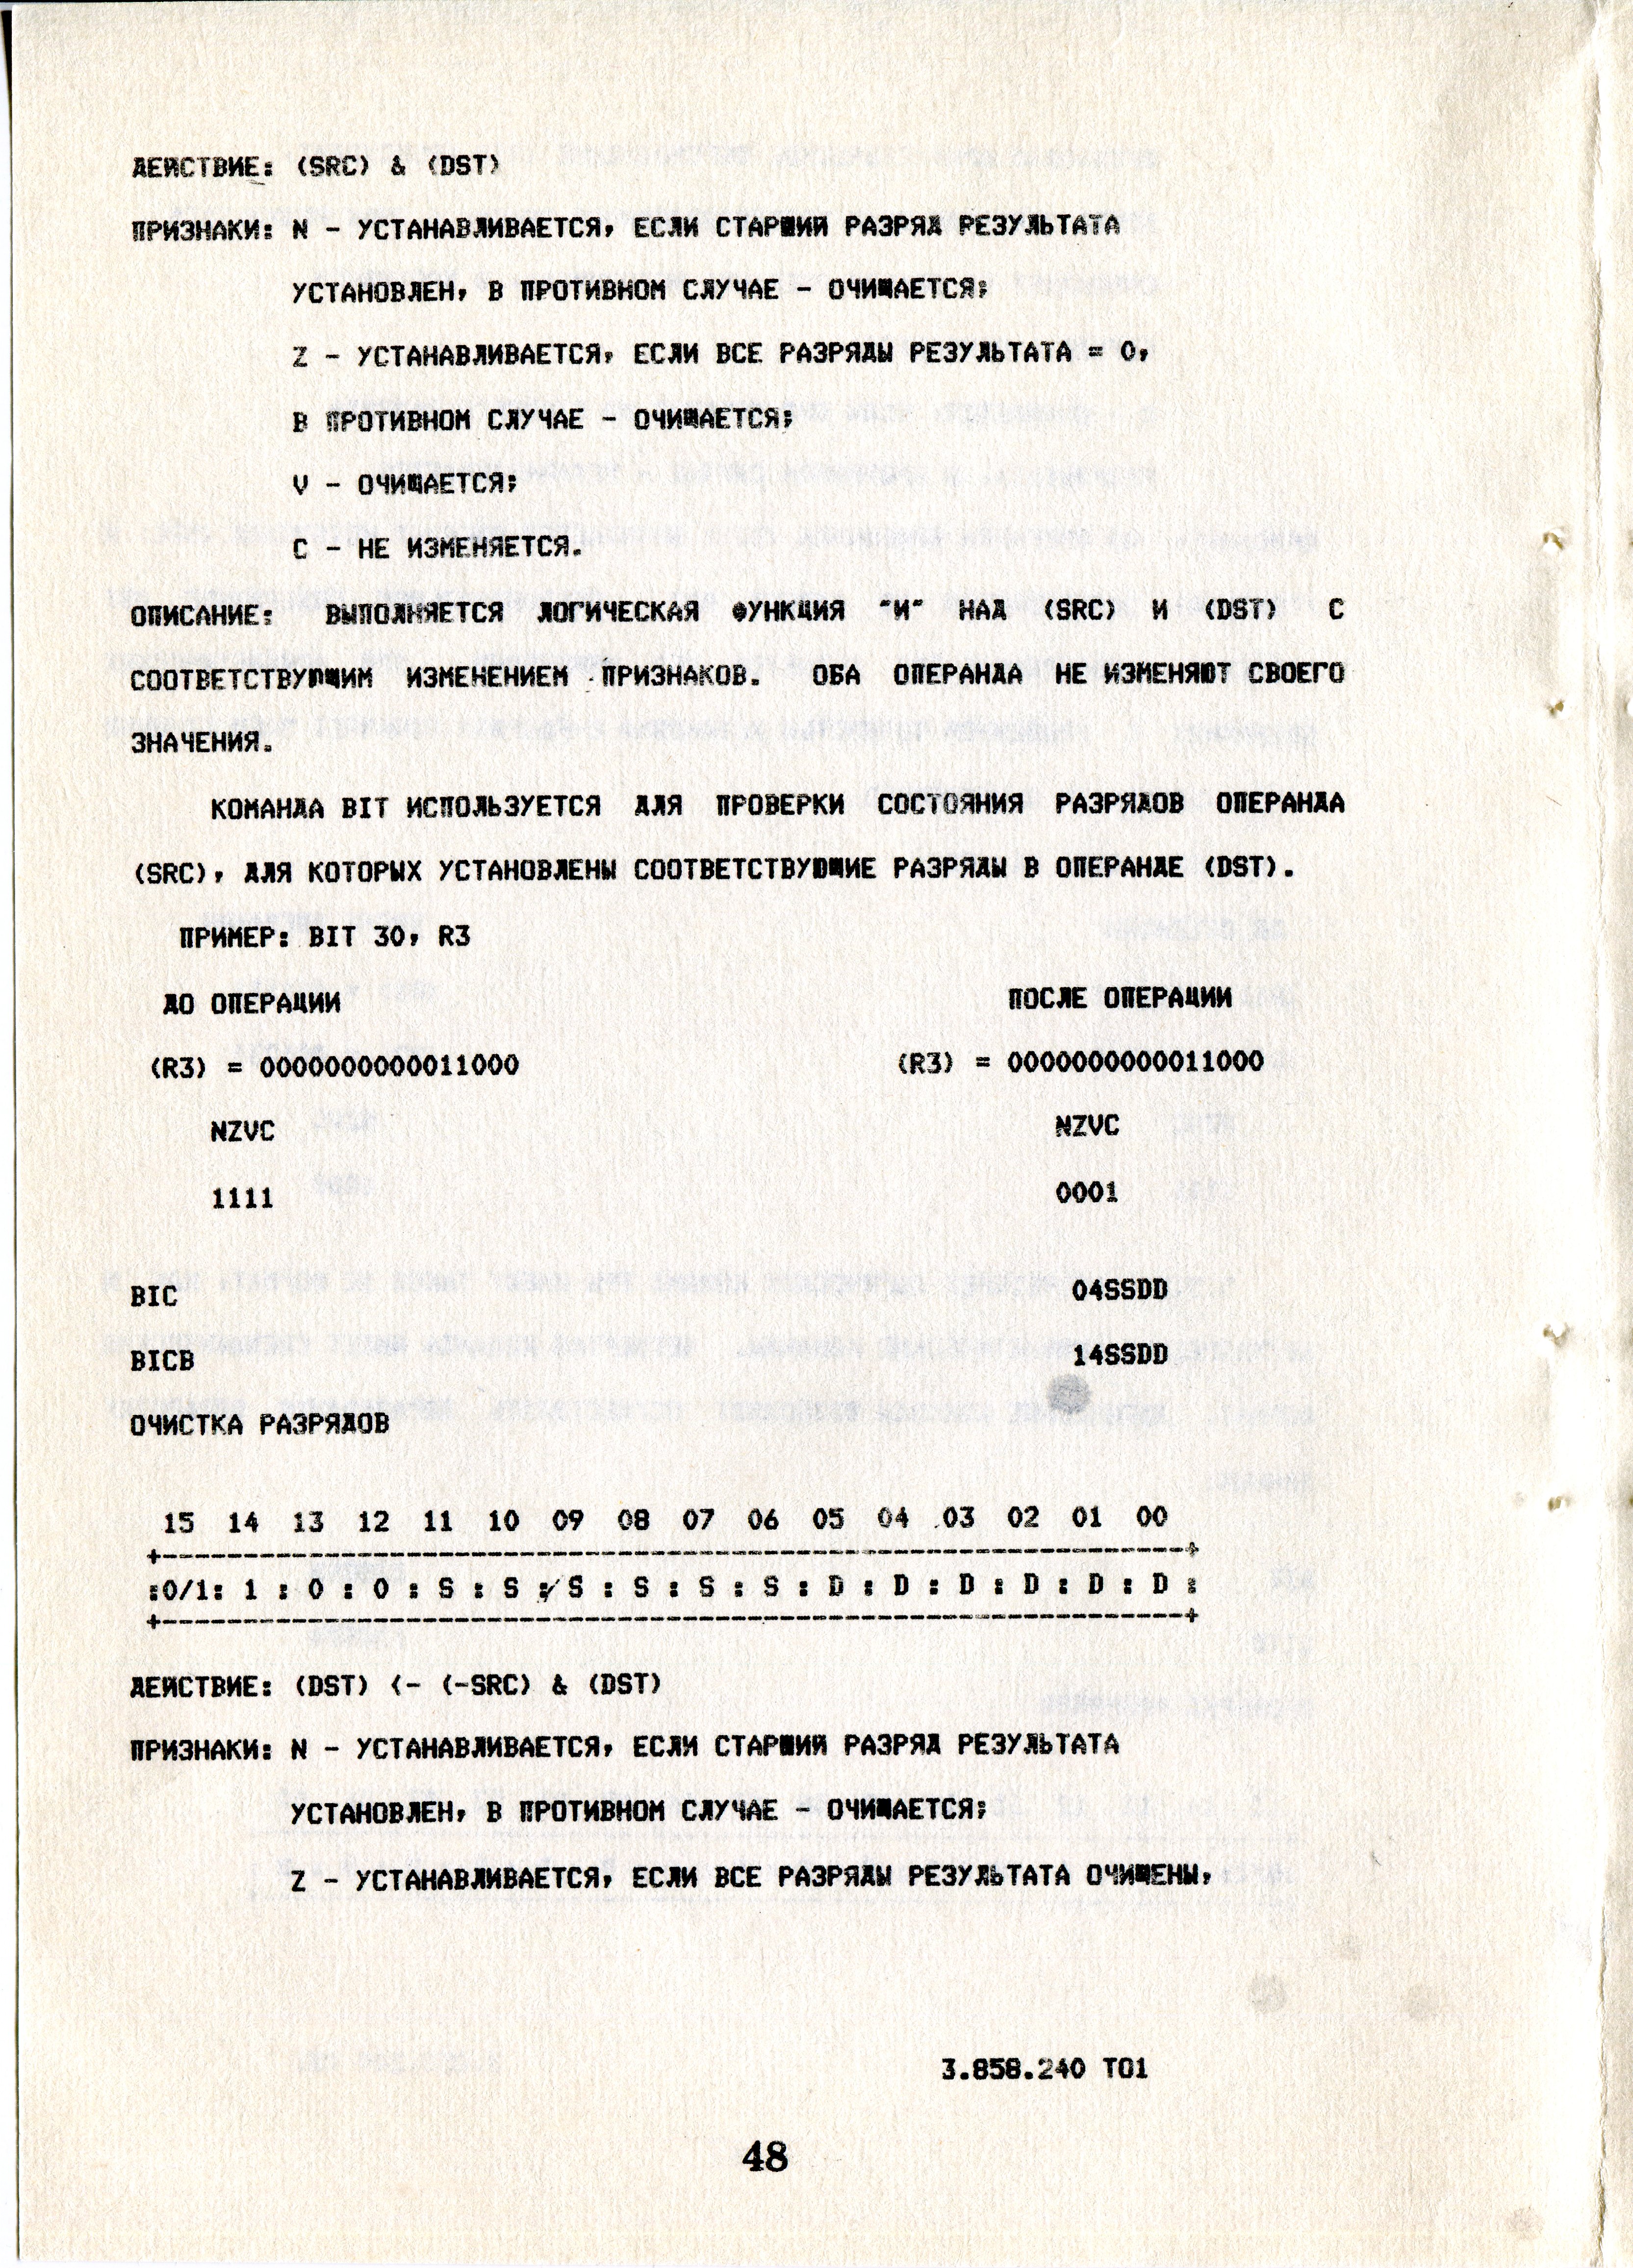 ДЕЙСТВИЕ: (SRC) & (DST)
ПРИЗНАКИ: N - УСТАНАВЛИВАЕТСЯ, ЕСЛИ СТАРШИЙ РАЗРЯД РЕЗУЛЬТАТА
УСТАНОВЛЕН, В ПРОТИВНОМ СЛУЧАЕ - ОЧИЩАЕТСЯ;
Z - УСТАНАВЛИВАЕТСЯ, ЕСЛИ ВСЕ РАЗРЯДЫ РЕЗУЛЬТАТА = 0,
В ПРОТИВНОМ СЛУЧАЕ - ОЧИЩАЕТСЯ;
V - ОЧИЩАЕТСЯ;
C - НЕ ИЗМЕНЯЕТСЯ.
ОПИСАНИЕ: ВЫПОЛНЯЕТСЯ ЛОГИЧЕСКАЯ ФУНКЦИЯ "И" НАД (SRC) И (DST) С
СООТВЕТСТВУЮЩИМ ИЗМЕНЕНИЕМ ПРИЗНАКОВ. ОБА ОПЕРАНДА НЕ ИЗМЕНЯЮТ СВОЕГО
ЗНАЧЕНИЯ.
КОМАНДА BIT ИСПОЛЬЗУЕТСЯ ДЛЯ ПРОВЕРКИ СОСТОЯНИЯ РАЗРЯДОВ ОПЕРАНДА
(SRC), ДЛЯ КОТОРЫХ УСТАНОВЛЕНЫ СООТВЕТСТВУЮЩИЕ РАЗРЯДЫ В ОПЕРАНДЕ (DST).
ПРИМЕР: BIT 30, R3
ДО ОПЕРАЦИИ ПОСЛЕ ОПЕРАЦИИ
(R3) = 0000000000011000 (R3) = 0000000000011000
NZVC NZVC
1111 0001
BIC 04SSDD
BICB 14SSDD
ОЧИСТКА РАЗРЯДОВ
15 14 13 12 11 10 09 08 07 06 05 04 03 02 01 00
+----------------------------------------------------------------+
:0/1: 1 : 0 : 0 : S : S : S : S : S : S : D : D : D : D : D : D :
+----------------------------------------------------------------+
ДЕЙСТВИЕ: (DST) <- (-SRC) & (DST)
ПРИЗНАКИ: N - УСТАНАВЛИВАЕТСЯ, ЕСЛИ СТАРШИЙ РАЗРЯД РЕЗУЛЬТАТА
УСТАНОВЛЕН, В ПРОТИВНОМ СЛУЧАЕ - ОЧИЩАЕТСЯ;
Z - УСТАНАВЛИВАЕТСЯ, ЕСЛИ ВСЕ РАЗРЯДЫ РЕЗУЛЬТАТА ОЧИЩЕНЫ,
3.858.240 ТО1
48